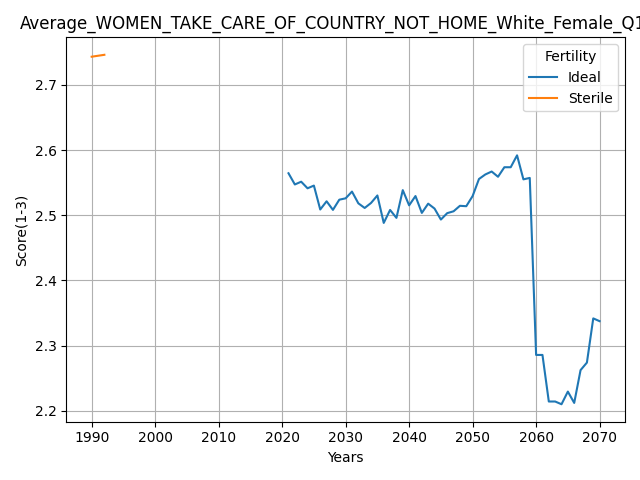 Average_WOMEN_TAKE_CARE_OF_COUNTRY_NOT_HOME_White_Female_Q1
Fertility
Ideal
Sterile
Score(1-3)
2.7
2.6
2.5
2.4
2.3
2.2
1990 2000 2010 2020 2030 2040 2050 2060 2070
Years